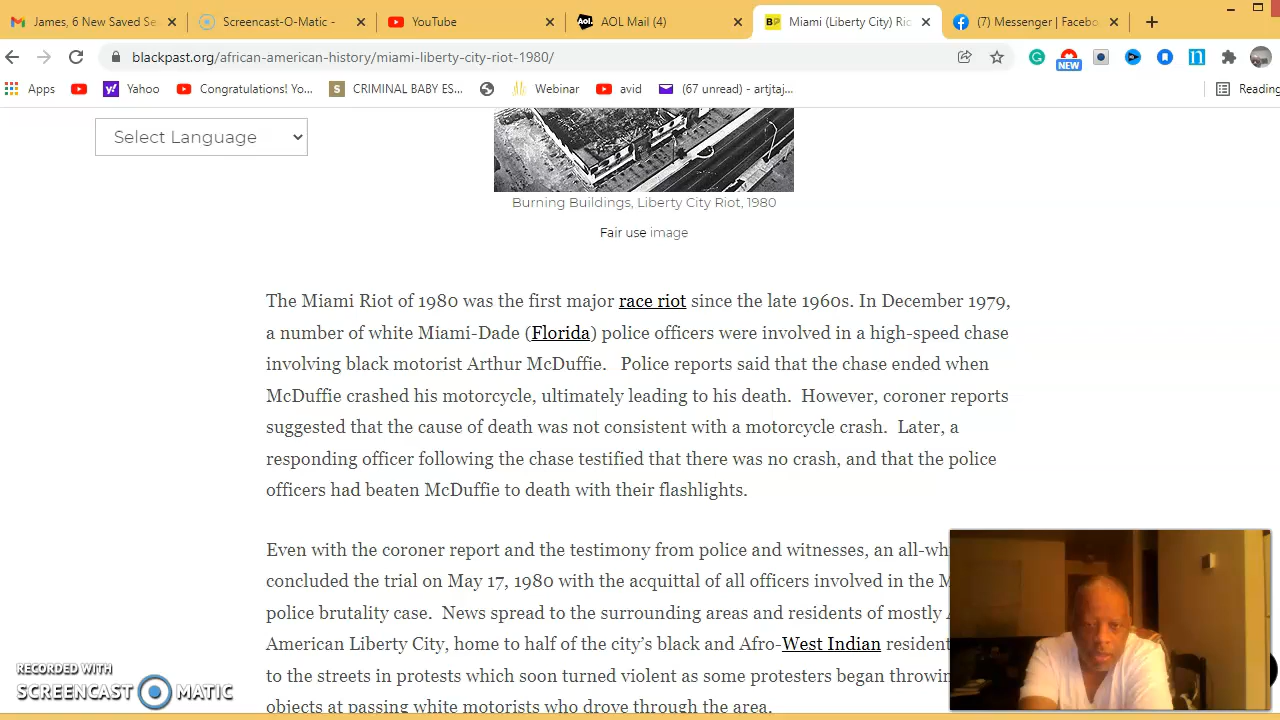 James, 6 New Saved Se
Screencast-O-Matic -
YouTube
AOL Mail (4)
Miami (Liberty City) Rio
(7) Messenger | Facebo
blackpast.org/african-american-history/miami-liberty-city-riot-1980/
NEW
Apps
Yahoo
Congratulations! Yo...
CRIMINAL BABY ES...
Webinar
avid
(67 unread) - artjtaj...
Reading
Select Language
Burning Buildings, Liberty City Riot, 1980
Fair use image
The Miami Riot of 1980 was the first major race riot since the late 1960s. In December 1979,
a number of white Miami-Dade (Florida) police officers were involved in a high-speed chase
involving black motorist Arthur McDuffie. Police reports said that the chase ended when
McDuffie crashed his motorcycle, ultimately leading to his death. However, coroner reports
suggested that the cause of death was not consistent with a motorcycle crash. Later, a
responding officer following the chase testified that there was no crash, and that the police
officers had beaten McDuffie to death with their flashlights.
Even with the coroner report and the testimony from police and witnesses, an all-wh
concluded the trial on May 17, 1980 with the acquittal of all officers involved in the M
police brutality case. News spread to the surrounding areas and residents of mostly A
American Liberty City, home to half of the city's black and Afro-West Indian resident
to the streets in protests which soon turned violent as some protesters began throwin
objects at passing white motorists who drove through the area.
RECORDED WITH
SCREENCAST MATIC